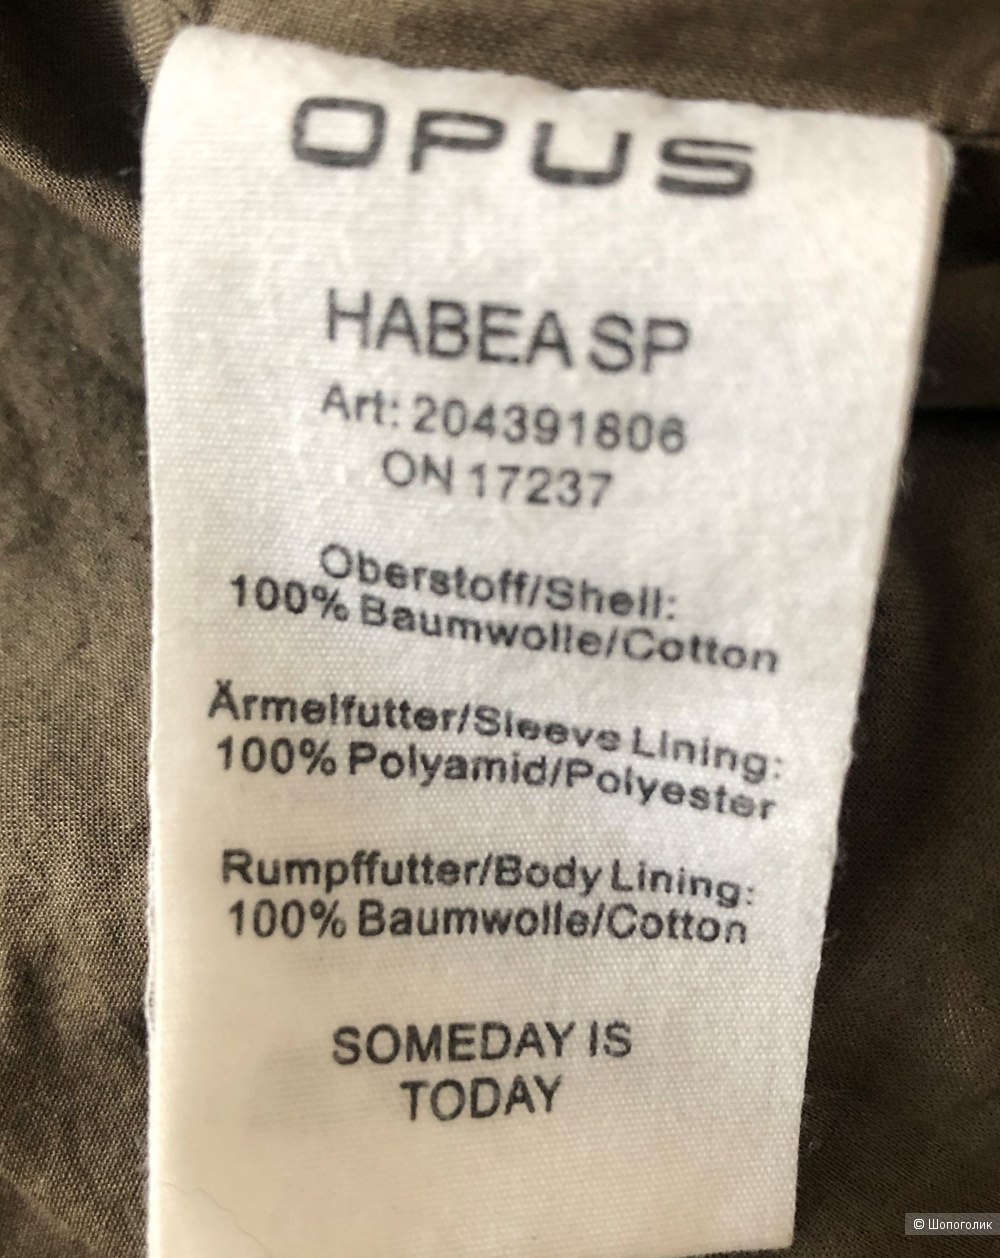 OPUS
HABEA SP
Art: 204391806
ON 17237
Oberstoff/Shell:
100% Baumwolle/Cotton
Ärmelfutter/Sleeve Lining:
100% Polyamid/Polyester
Rumpffutter/Body Lining:
100% Baumwolle/Cotton
SOMEDAY IS
TODAY
© Шопоголик